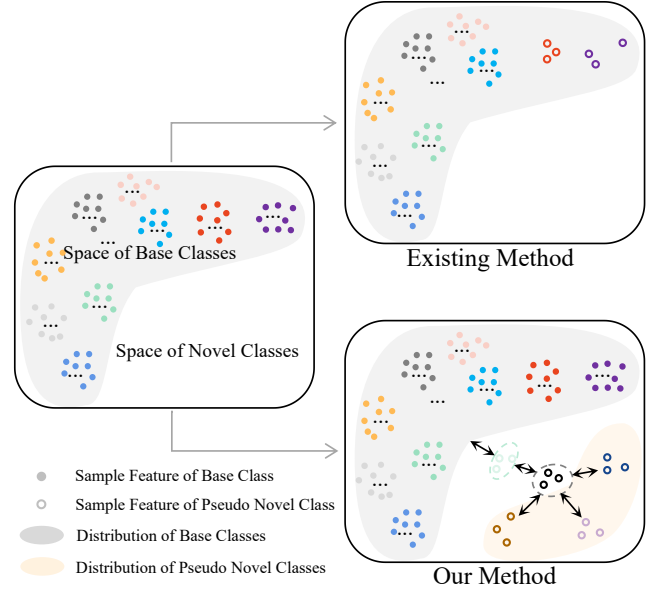 Space of Base Classes
Space of Novel Classes
Existing Method
Sample Feature of Base Class
Sample Feature of Pseudo Novel Class
Distribution of Base Classes
Distribution of Pseudo Novel Classes
Our Method